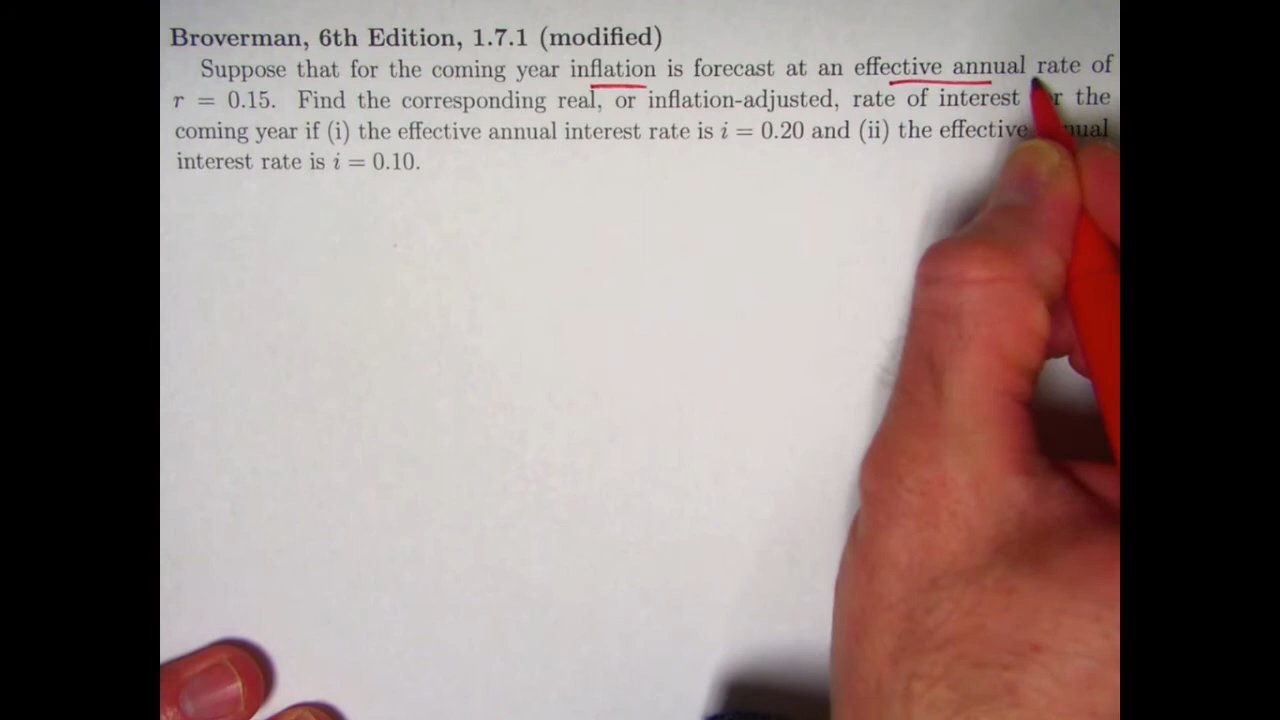 Broverman, 6th Edition, 1.7.1 (modified)
Suppose that for the coming year inflation is forecast at an effective annual rate of
r = 0.15. Find the corresponding real, or inflation-adjusted, rate of interest the
coming year if (i) the effective annual interest rate is i = 0.20 and (ii) the effective
interest rate is i = 0.10.